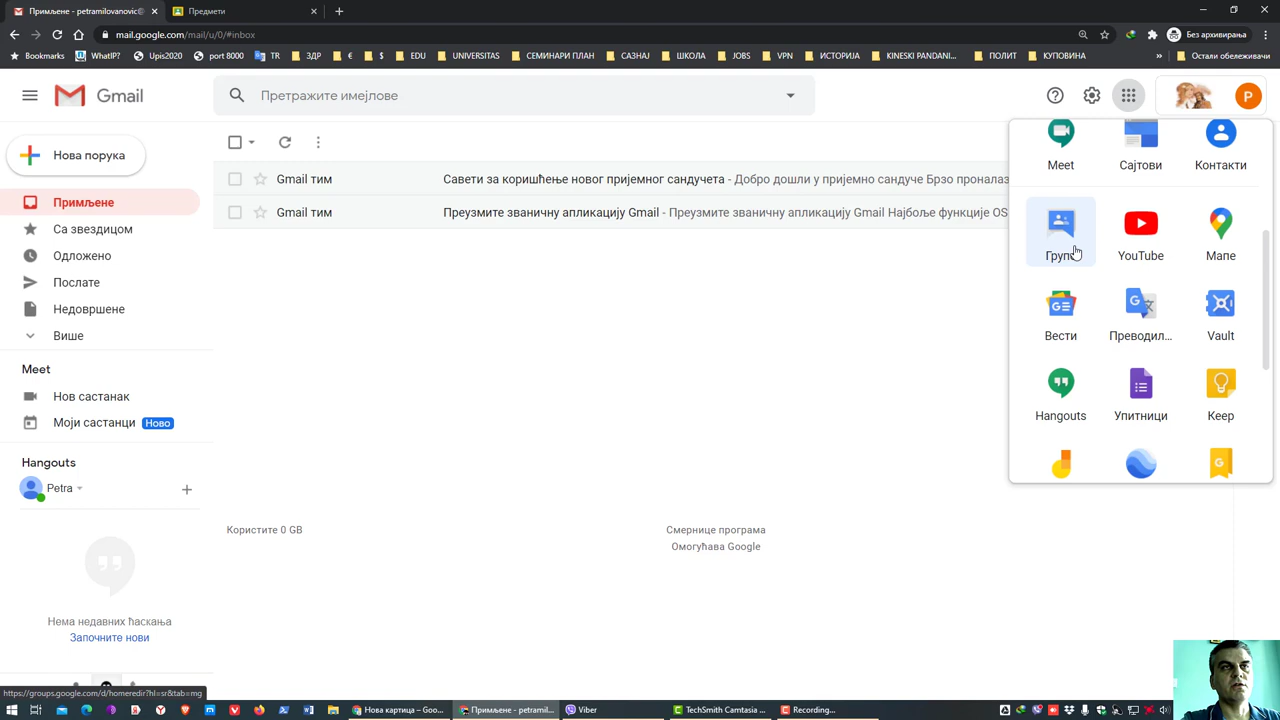 Примљене - petramilovanovic@
Предмети
mail.google.com/mail/u/0/#inbox
Без архивирања
Bookmarks
WhatIP?
Upis2020
port 8000
TR
ЗДР
€
$
EDU
UNIVERSITAS
СЕМИНАРИ ПЛАН
САЗНАЈ
ШКОЛА
JOBS
VPN
ИСТОРИЈА
KINESKI PANDANI...
ПОЛИТ
КУПОВИНА
»
Остали обележивачи
Gmail
Претражите имејлове
P
Нова порука
Примљене
Са звездицом
Одложено
Послате
Недовршене
Више
Gmail тим
Савети за коришћење новог пријемног сандучета - Добро дошли у пријемно сандуче Брзо проналаз
Gmail тим
Преузмите званичну апликацију Gmail - Преузмите званичну апликацију Gmail Најбоље функције OS
Meet
Нов састанак
Моји састанци Ново
Hangouts
Petra
Нема недавних ћаскања
Започните нови
Користите 0 GB
Смернице програма
Омогућава Google
Meet
Сајтови
Контакти
YouTube
Мапе
Вести
Преводил...
Vault
Hangouts
Упитници
Keep
https://groups.google.com/d/homeredir?hl=sr&tab=mg
Нова картица – Goo...
Примљене - petramil...
Viber
TechSmith Camtasia ...
Recording...